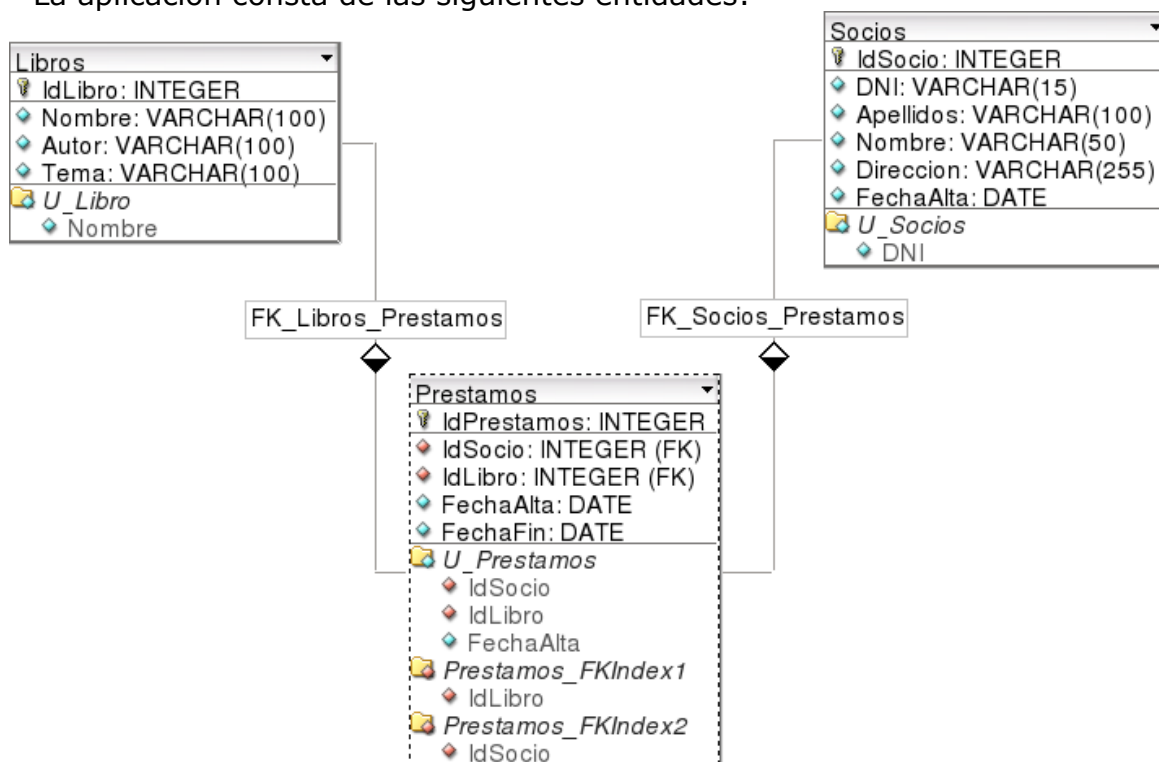 La aplicación consta de las siguientes entidades:
Libros
IdLibro: INTEGER
Nombre: VARCHAR(100)
Autor: VARCHAR(100)
Tema: VARCHAR(100)
U_Libro
Nombre
Socios
IdSocio: INTEGER
DNI: VARCHAR(15)
Apellidos: VARCHAR(100)
Nombre: VARCHAR(50)
Direccion: VARCHAR(255)
FechaAlta: DATE
U_Socios
DNI
FK_Libros_Prestamos
FK_Socios_Prestamos
Prestamos
IdPrestamos: INTEGER
IdSocio: INTEGER (FK)
IdLibro: INTEGER (FK)
FechaAlta: DATE
FechaFin: DATE
U_Prestamos
IdSocio
IdLibro
FechaAlta
Prestamos_FKIndex1
IdLibro
Prestamos_FKIndex2
IdSocio